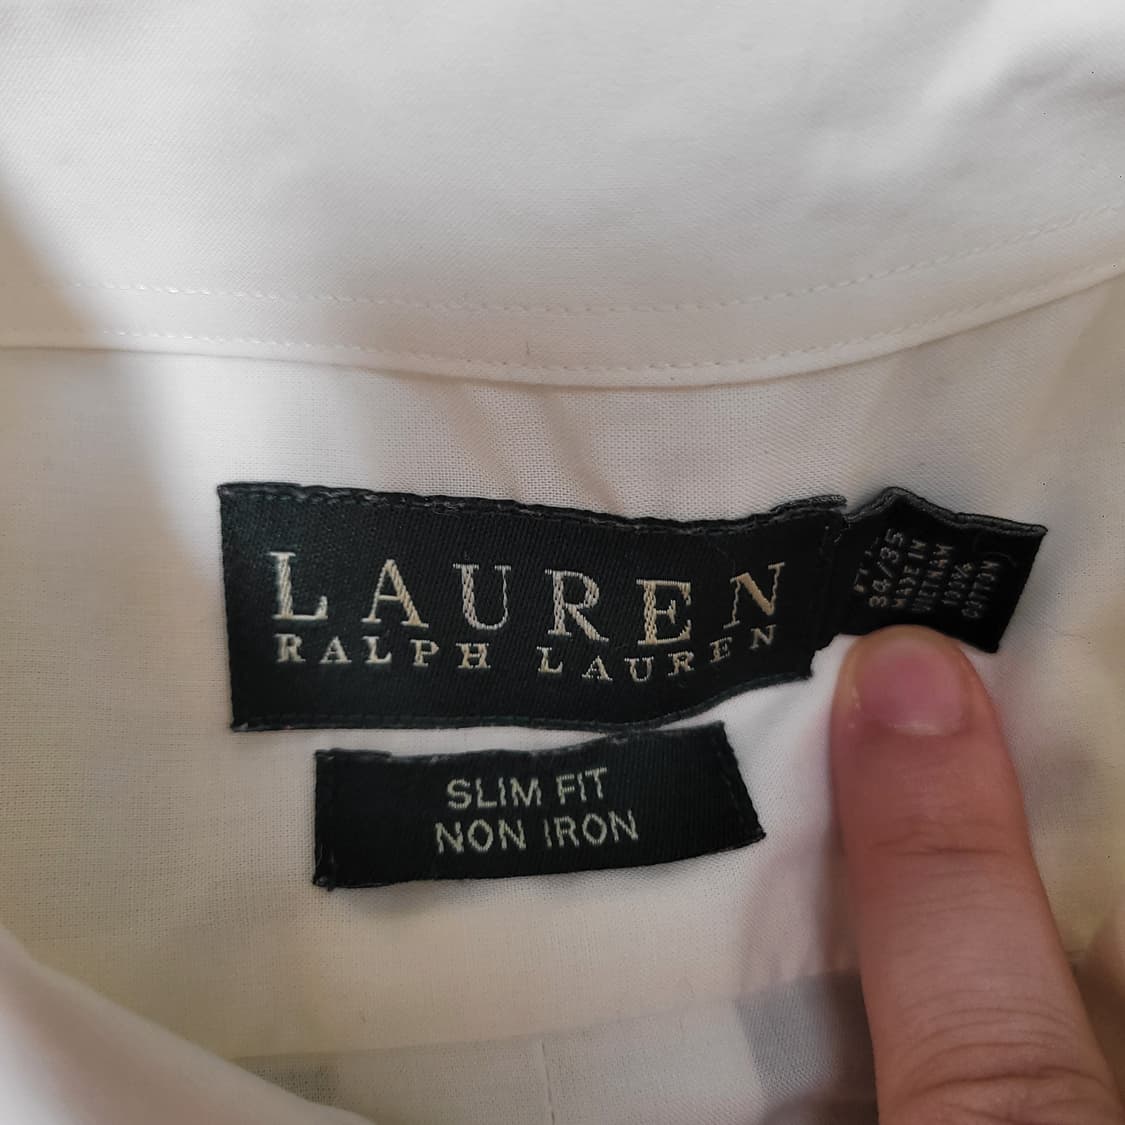 LAUREN
RALPH LAUREN
34/35
MADE IN
VIETNAM
100%
COTTON
SLIM FIT
NON IRON